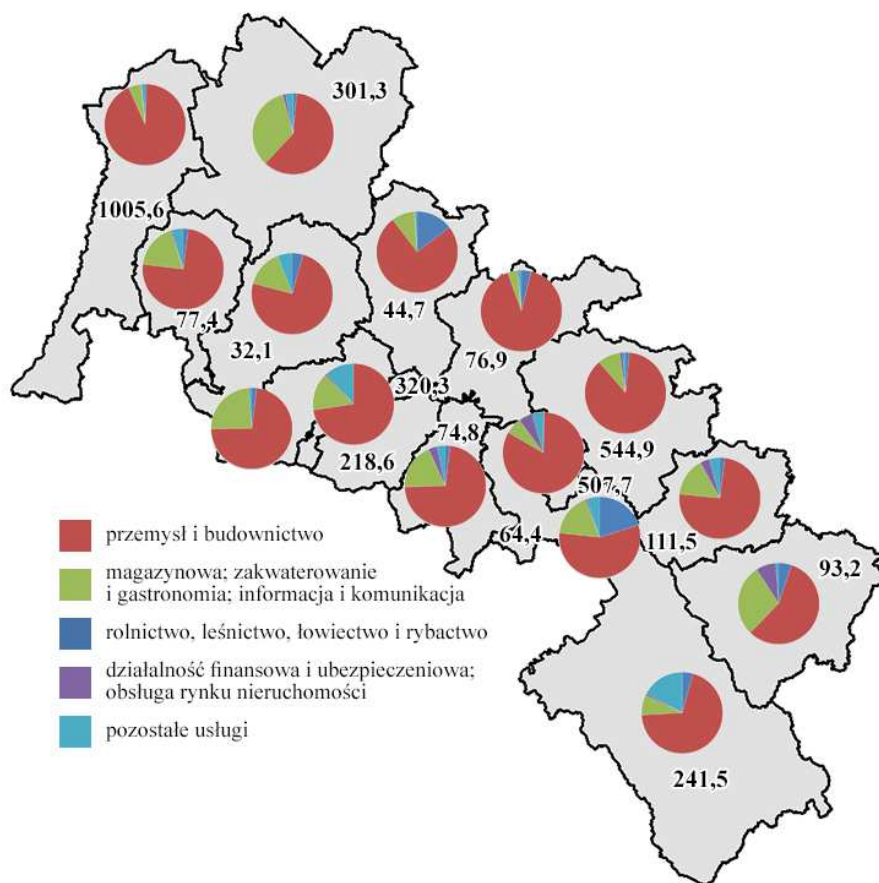 301,3
1005,6
77,4
32,1
44,7
76,9
320,3
74,8
218,6
544,9
507,7
64,4
111,5
93,2
241,5
przemysł i budownictwo
magazynowa; zakwaterowanie
i gastronomia; informacja i komunikacja
rolnictwo, leśnictwo, łowiectwo i rybactwo
działalność finansowa i ubezpieczeniowa;
obsługa rynku nieruchomości
pozostałe usługi